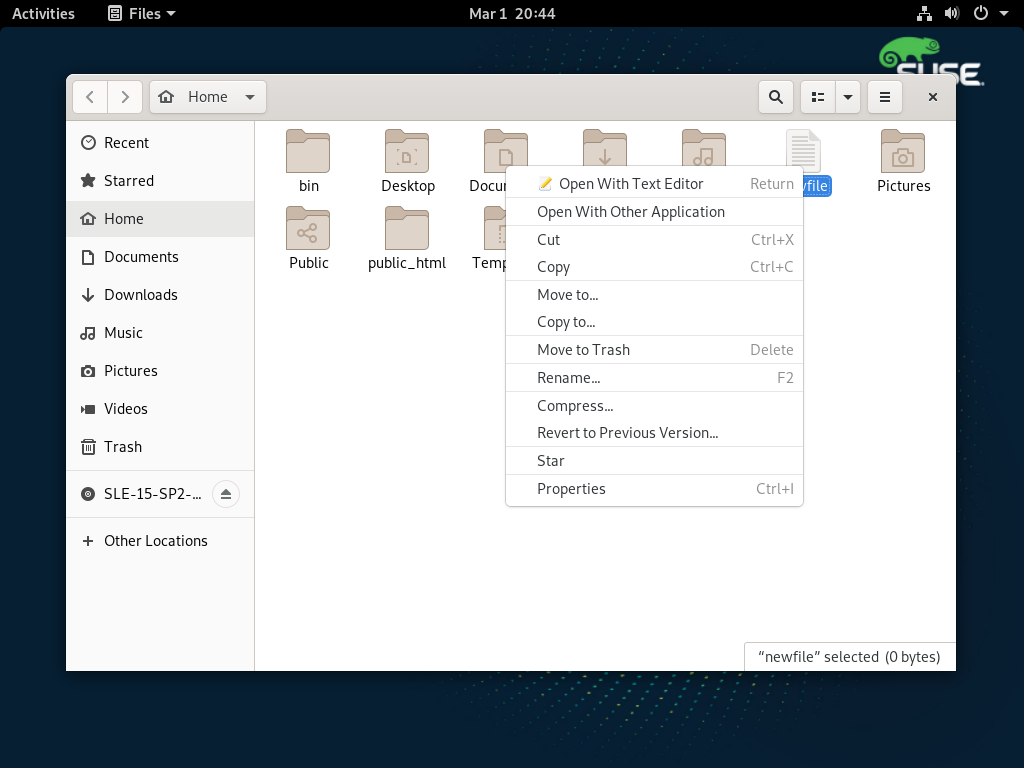 Activities Files Mar 1 20:44
SUSE
Home
Recent
Starred
Home
Documents
Downloads
Music
Pictures
Videos
Trash
SLE-15-SP2-...
Other Locations
bin Desktop Pictures
Public public_html
Open With Text Editor Return
Open With Other Application
Cut Ctrl+X
Copy Ctrl+C
Move to...
Copy to...
Move to Trash Delete
Rename... F2
Compress...
Revert to Previous Version...
Star
Properties Ctrl+I
“newfile” selected (0 bytes)